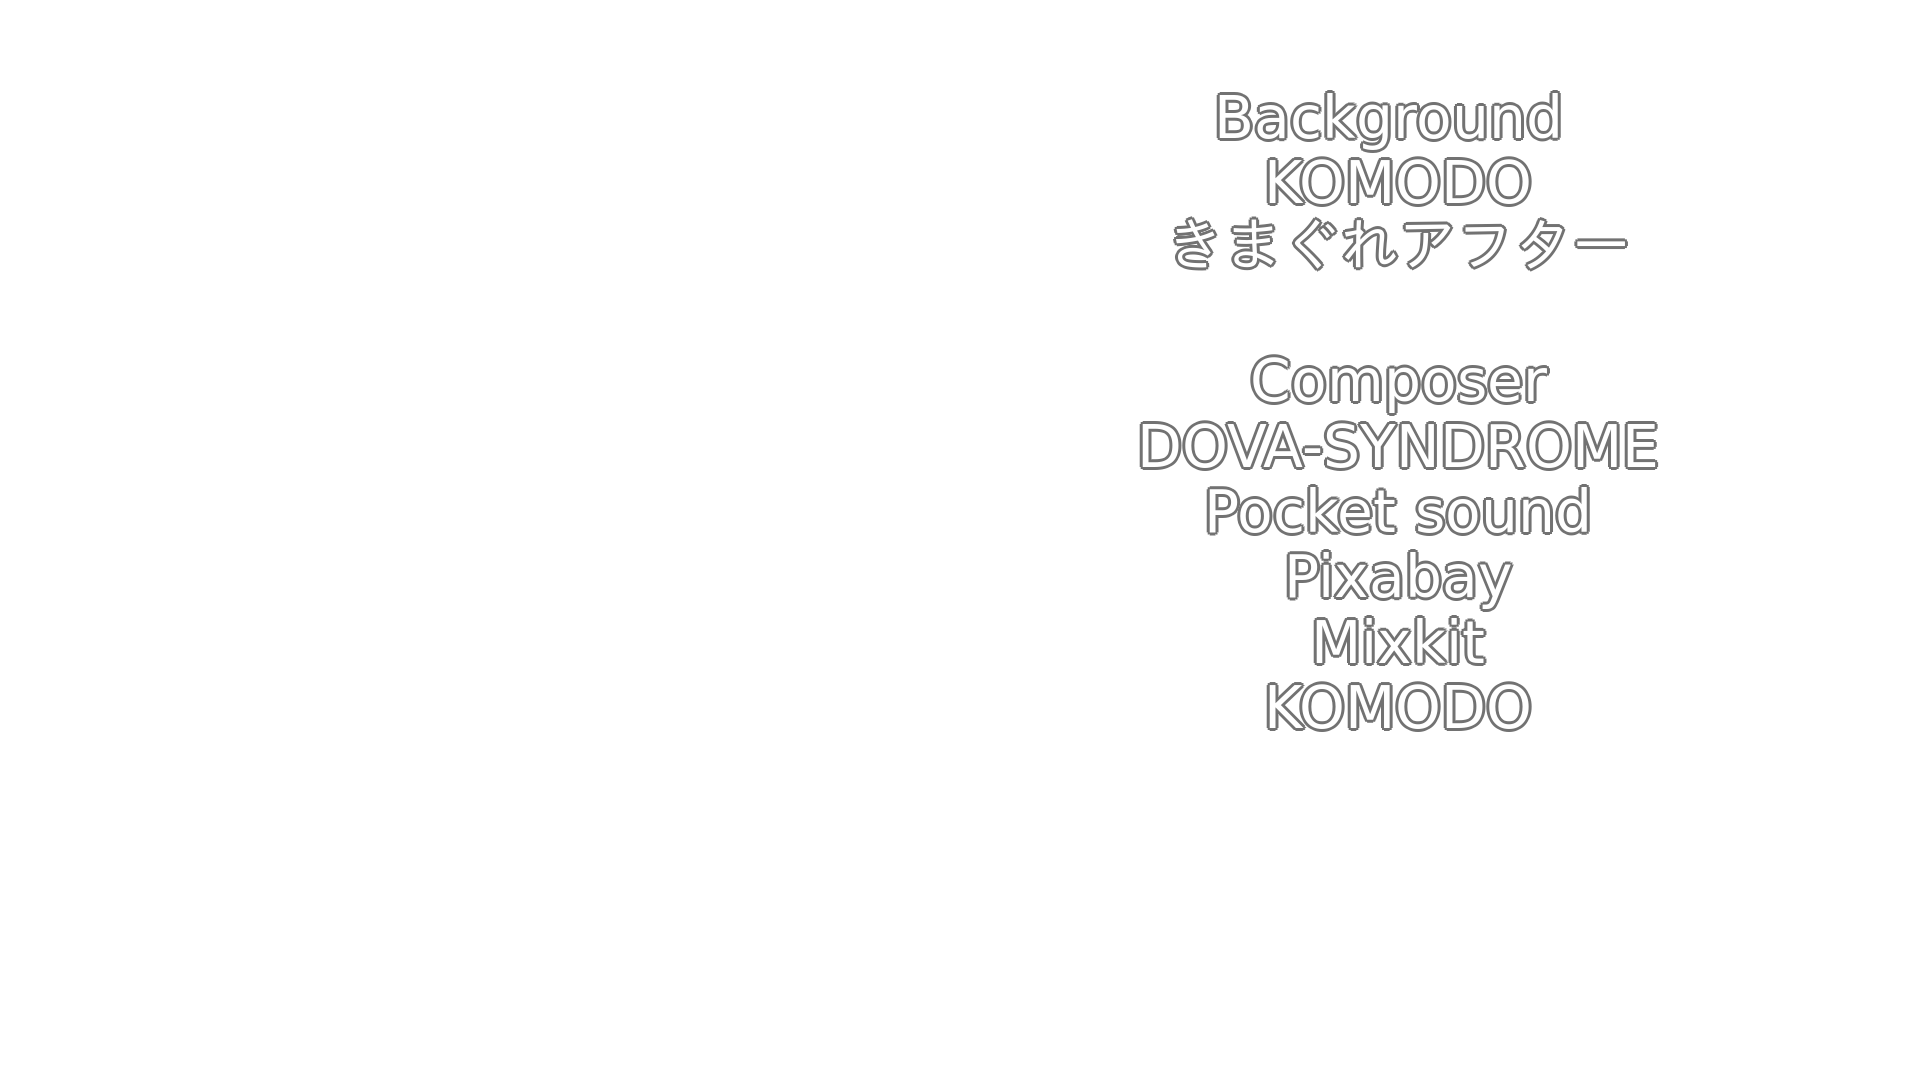 Background
KOMODO
きまぐれアフター
Composer
DOVA-SYNDROME
Pocket sound
Pixabay
Mixkit
KOMODO